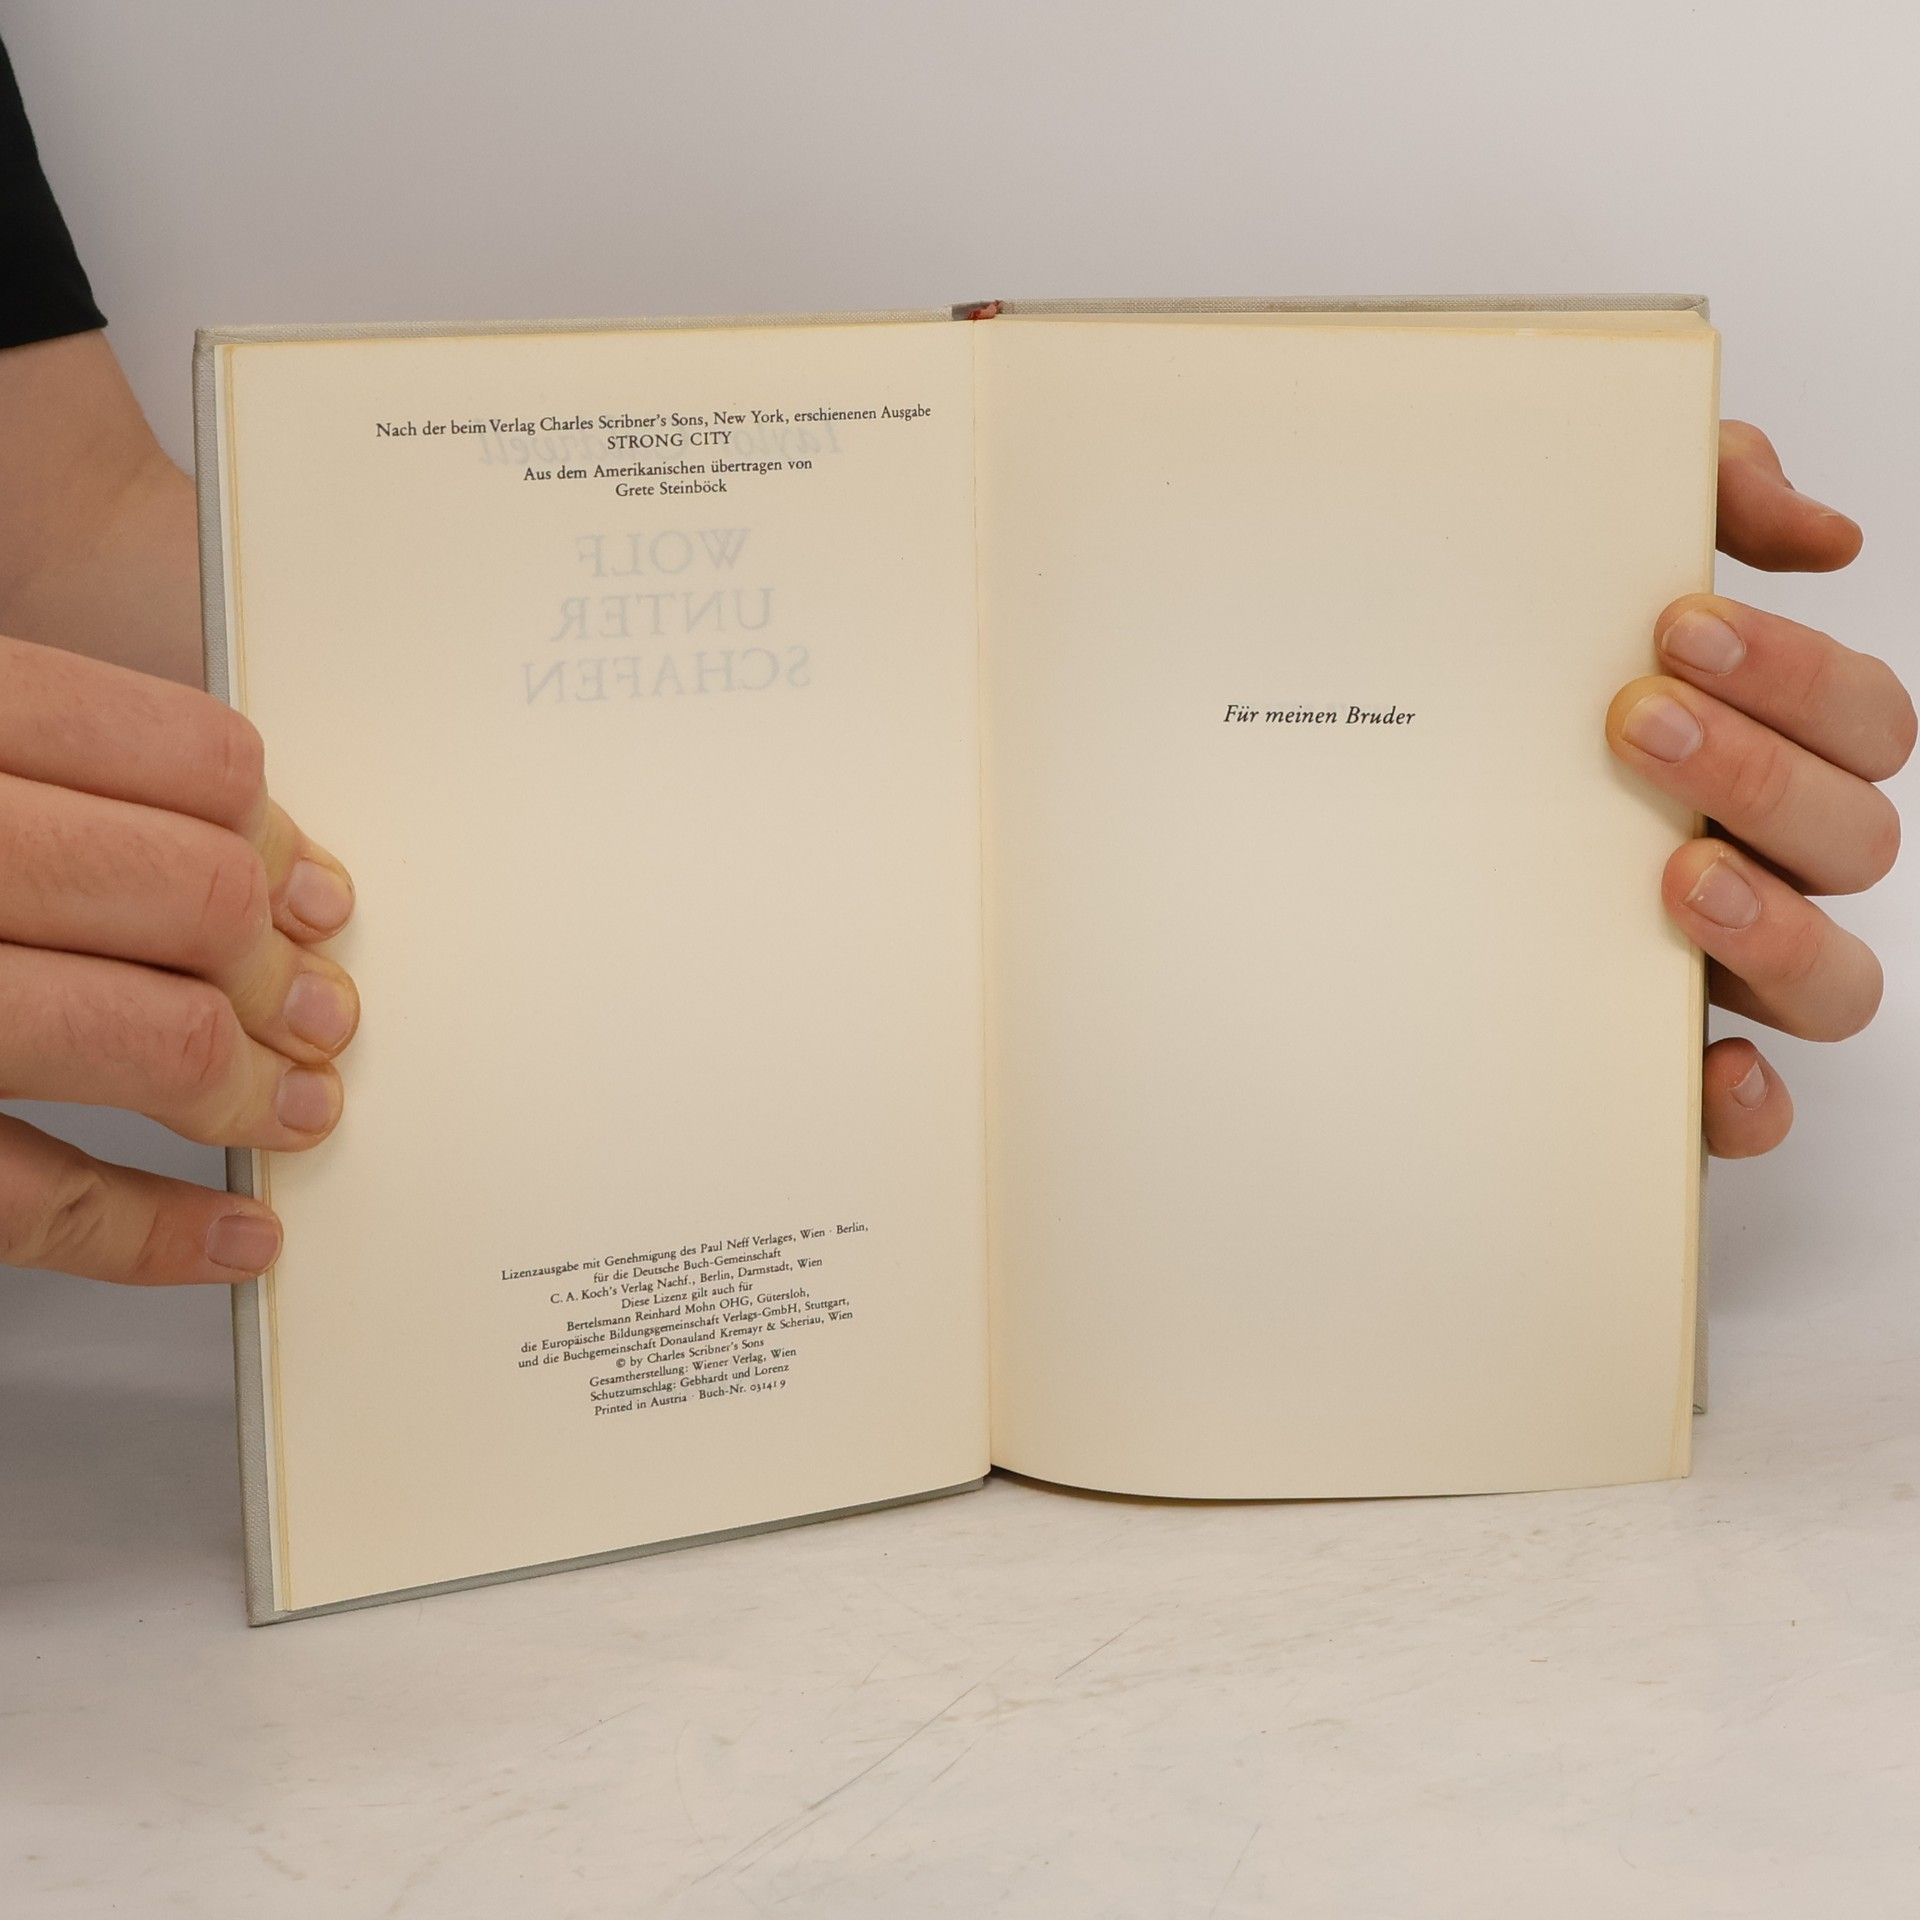 Nach der beim Verlag Charles Scribner's Sons, New York, erschienenen Ausgabe
STRONG CITY
Aus dem Amerikanischen übertragen von
Grete Steinböck
WOLF
UNTER
SCHAFEN
Lizenzausgabe mit Genehmigung des Paul Neff Verlages, Wien · Berlin,
für die Deutsche Buch-Gemeinschaft
C. A. Koch's Verlag Nachf., Berlin, Darmstadt, Wien
Diese Lizenz gilt auch für
Bertelsmann Reinhard Mohn OHG, Gütersloh,
die Europäische Bildungsgemeinschaft Verlags-GmbH, Stuttgart,
und die Buchgemeinschaft Donauland Kremayr & Scheriau, Wien
© by Charles Scribner's Sons
Gesamtherstellung: Wiener Verlag, Wien
Schutzumschlag: Gebhardt und Lorenz
Printed in Austria · Buch-Nr. 03141 9
Für meinen Bruder